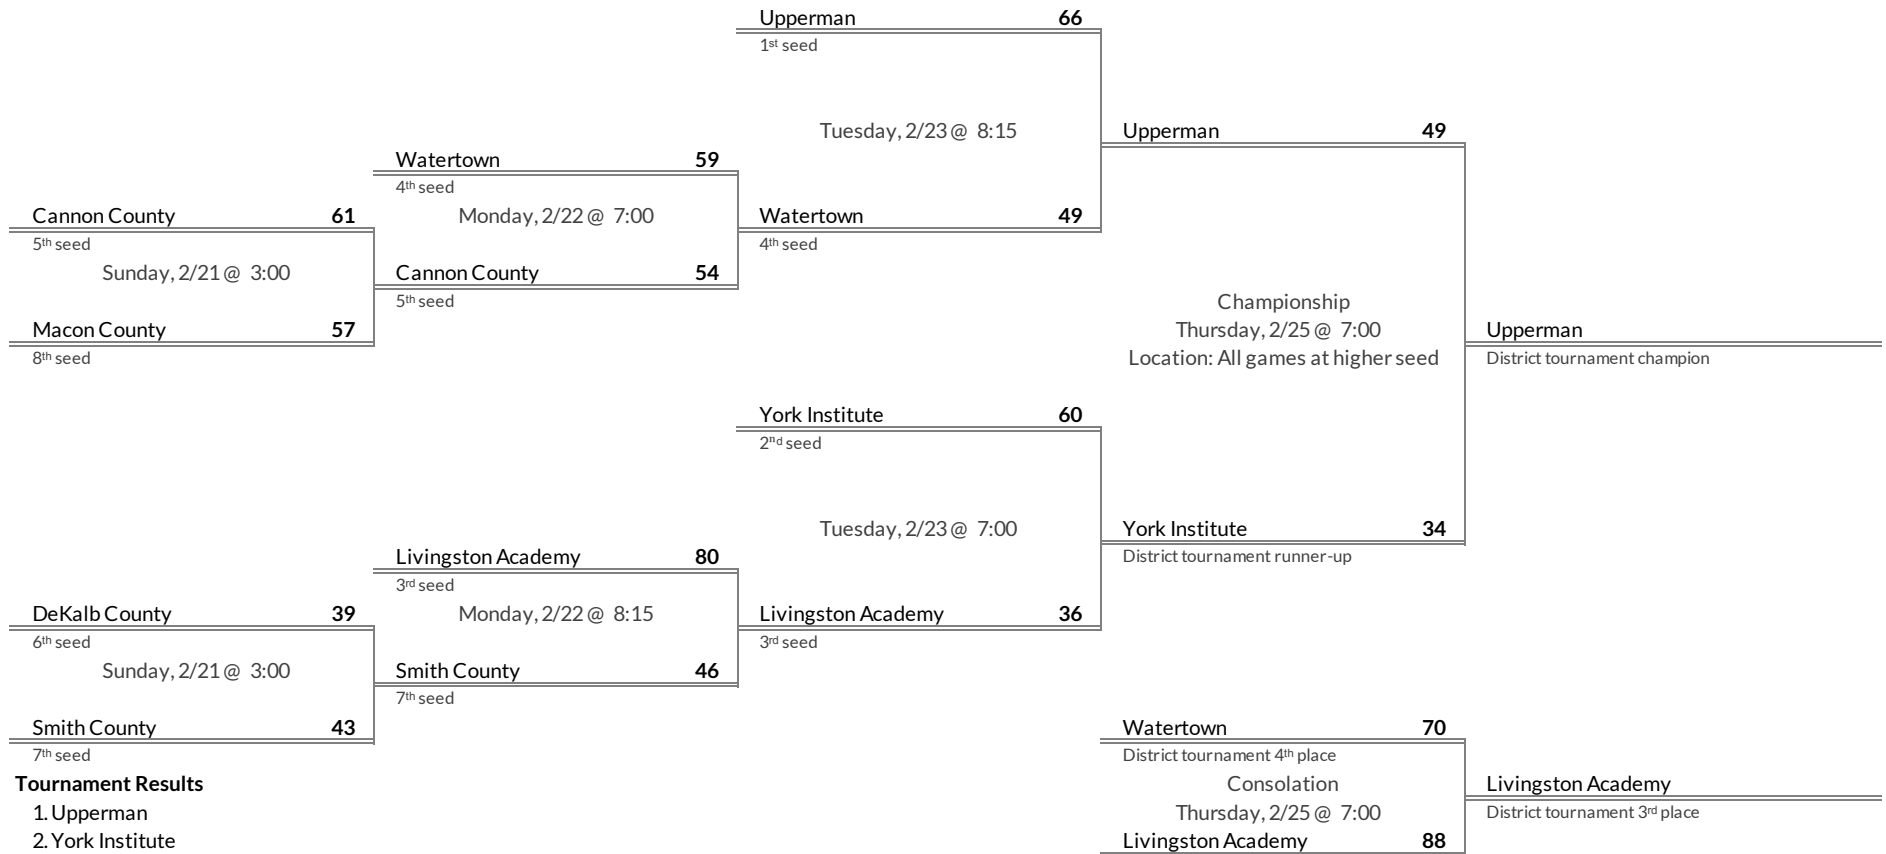 Upperman 66
1st seed
Tuesday, 2/23 @ 8:15
Upperman 49
Watertown 59
4th seed
Cannon County 61
Monday, 2/22 @ 7:00
Watertown 49
5th seed
4th seed
Sunday, 2/21 @ 3:00
Cannon County 54
5th seed
Championship
Macon County 57
Thursday, 2/25 @ 7:00
Upperman
8th seed
Location: All games at higher seed
District tournament champion
York Institute 60
2nd seed
Tuesday, 2/23 @ 7:00
York Institute 34
Livingston Academy 80
District tournament runner-up
3rd seed
DeKalb County 39
Monday, 2/22 @ 8:15
Livingston Academy 36
6th seed
3rd seed
Sunday, 2/21 @ 3:00
Smith County 46
7th seed
Smith County 43
Watertown 70
7th seed
District tournament 4th place
Tournament Results
Consolation
Livingston Academy
1. Upperman
Thursday, 2/25 @ 7:00
District tournament 3rd place
2. York Institute
Livingston Academy 88